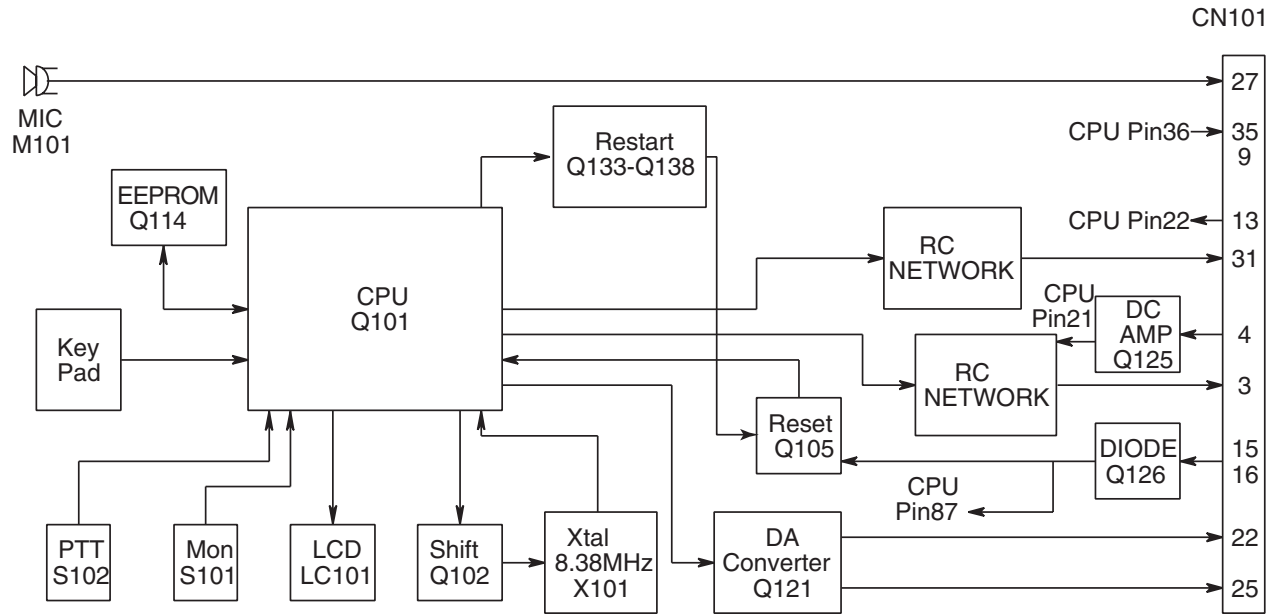 CN101
27
MIC
M101
CPU Pin36
35
9
Restart
Q133-Q138
EEPROM
Q114
CPU Pin22
13
RC
NETWORK
31
CPU
Q101
CPU
Pin21
DC
AMP
Q125
4
Key
Pad
RC
NETWORK
3
Reset
Q105
DIODE
Q126
15
16
CPU
Pin87
PTT
S102
Mon
S101
LCD
LC101
Shift
Q102
Xtal
8.38MHz
X101
DA
Converter
Q121
22
25